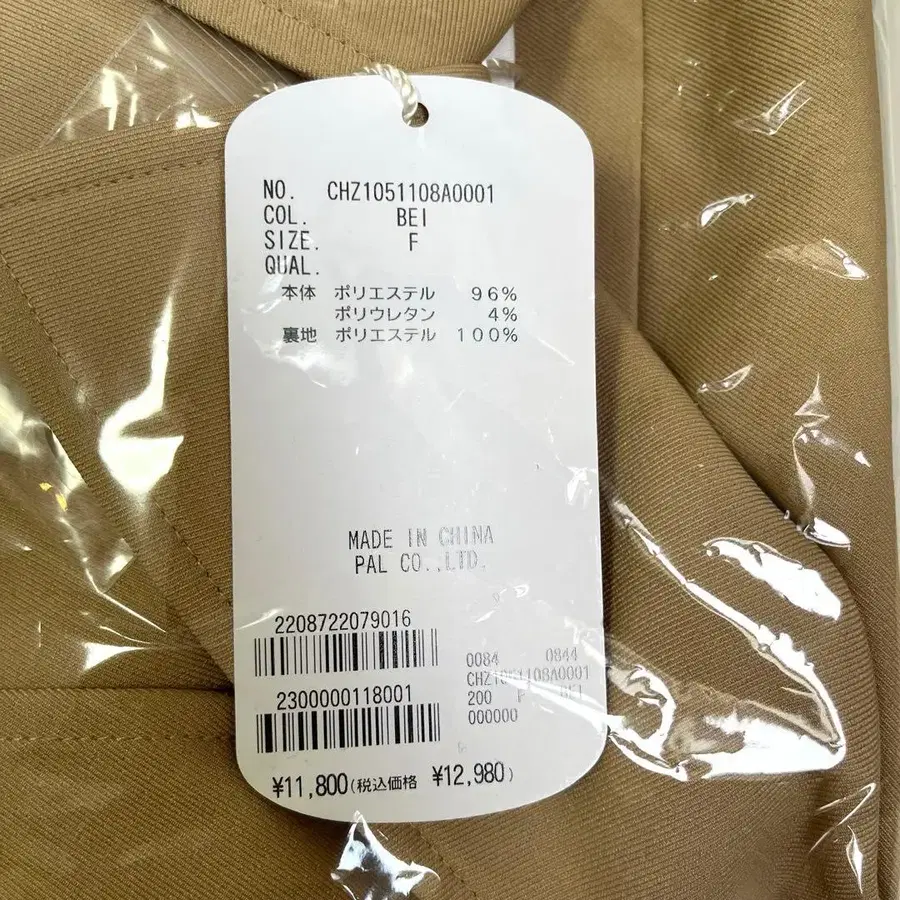 NO. CHZ1051108A0001
COL. BEI
SIZE. F
QUAL.
本体 ポリエステル 96%
ポリウレタン 4%
裏地 ポリエステル 100%
MADE IN CHINA
PAL CO.,LTD.
2208722079016
0084 0844
CHZ1051108A0001
200 F BEI
000000
2300000118001
¥11,800(税込価格 ¥12,980)